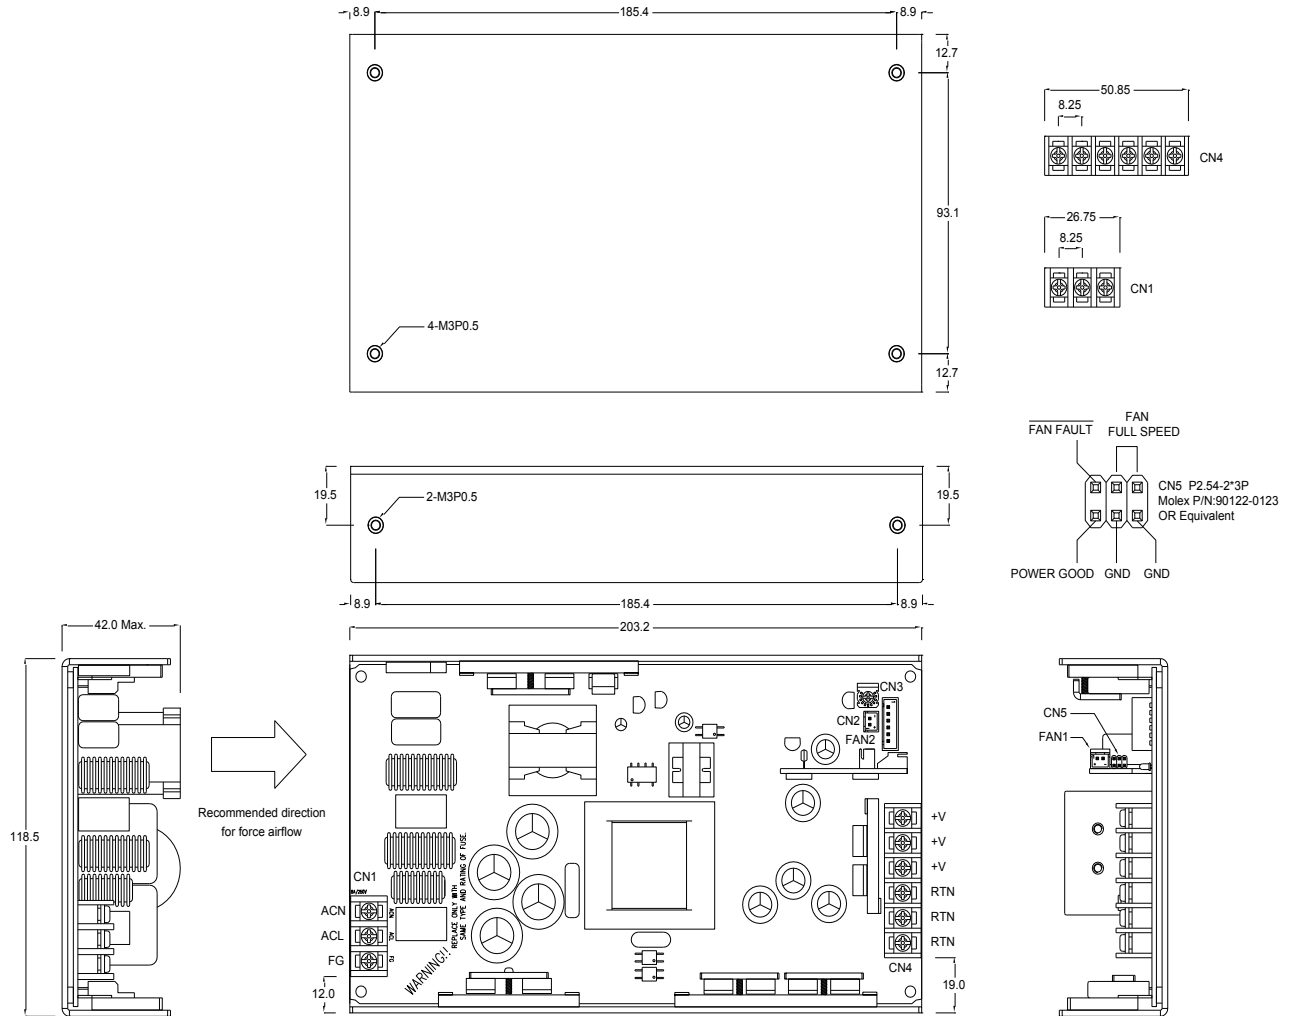 8.9
185.4
8.9
12.7
93.1
12.7
4-M3P0.5
50.85
8.25
CN4
26.75
8.25
CN1
FAN FAULT
FAN
FULL SPEED
CN5 P2.54-2*3P
Molex P/N:90122-0123
OR Equivalent
POWER GOOD
GND
GND
19.5
2-M3P0.5
19.5
8.9
185.4
8.9
203.2
42.0 Max.
118.5
Recommended direction
for force airflow
CN3
CN2
FAN2
CN1
ACN
ACL
FG
ACN
ACL
FG
WARNING!!
REPLACE ONLY WITH
SAME TYPE AND RATING OF FUSE.
+V
+V
+V
RTN
RTN
RTN
CN4
12.0
19.0
CN5
FAN1